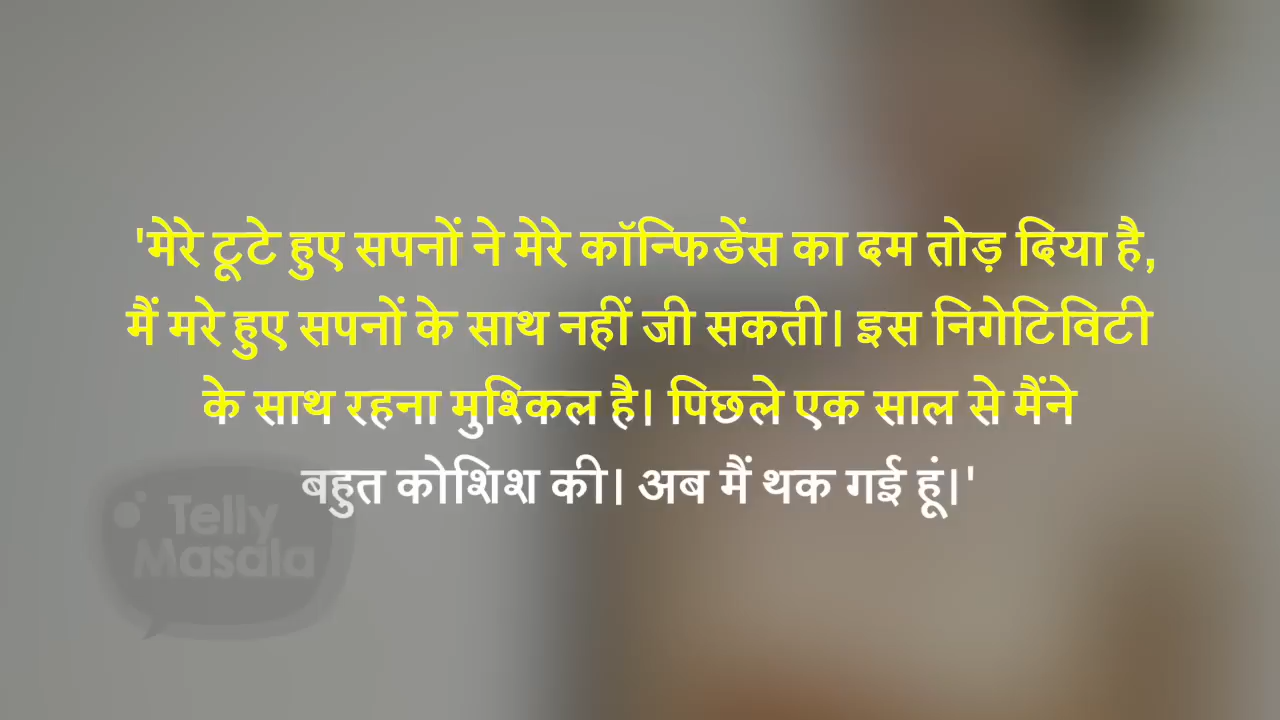 'मेरे टूटे हुए सपनों ने मेरे कॉन्फिडेंस का दम तोड़ दिया है,
मैं मरे हुए सपनों के साथ नहीं जी सकती। इस निगेटिविटी
के साथ रहना मुश्किल है। पिछले एक साल से मैंने
बहुत कोशिश की। अब मैं थक गई हूं।'
Telly
Masala